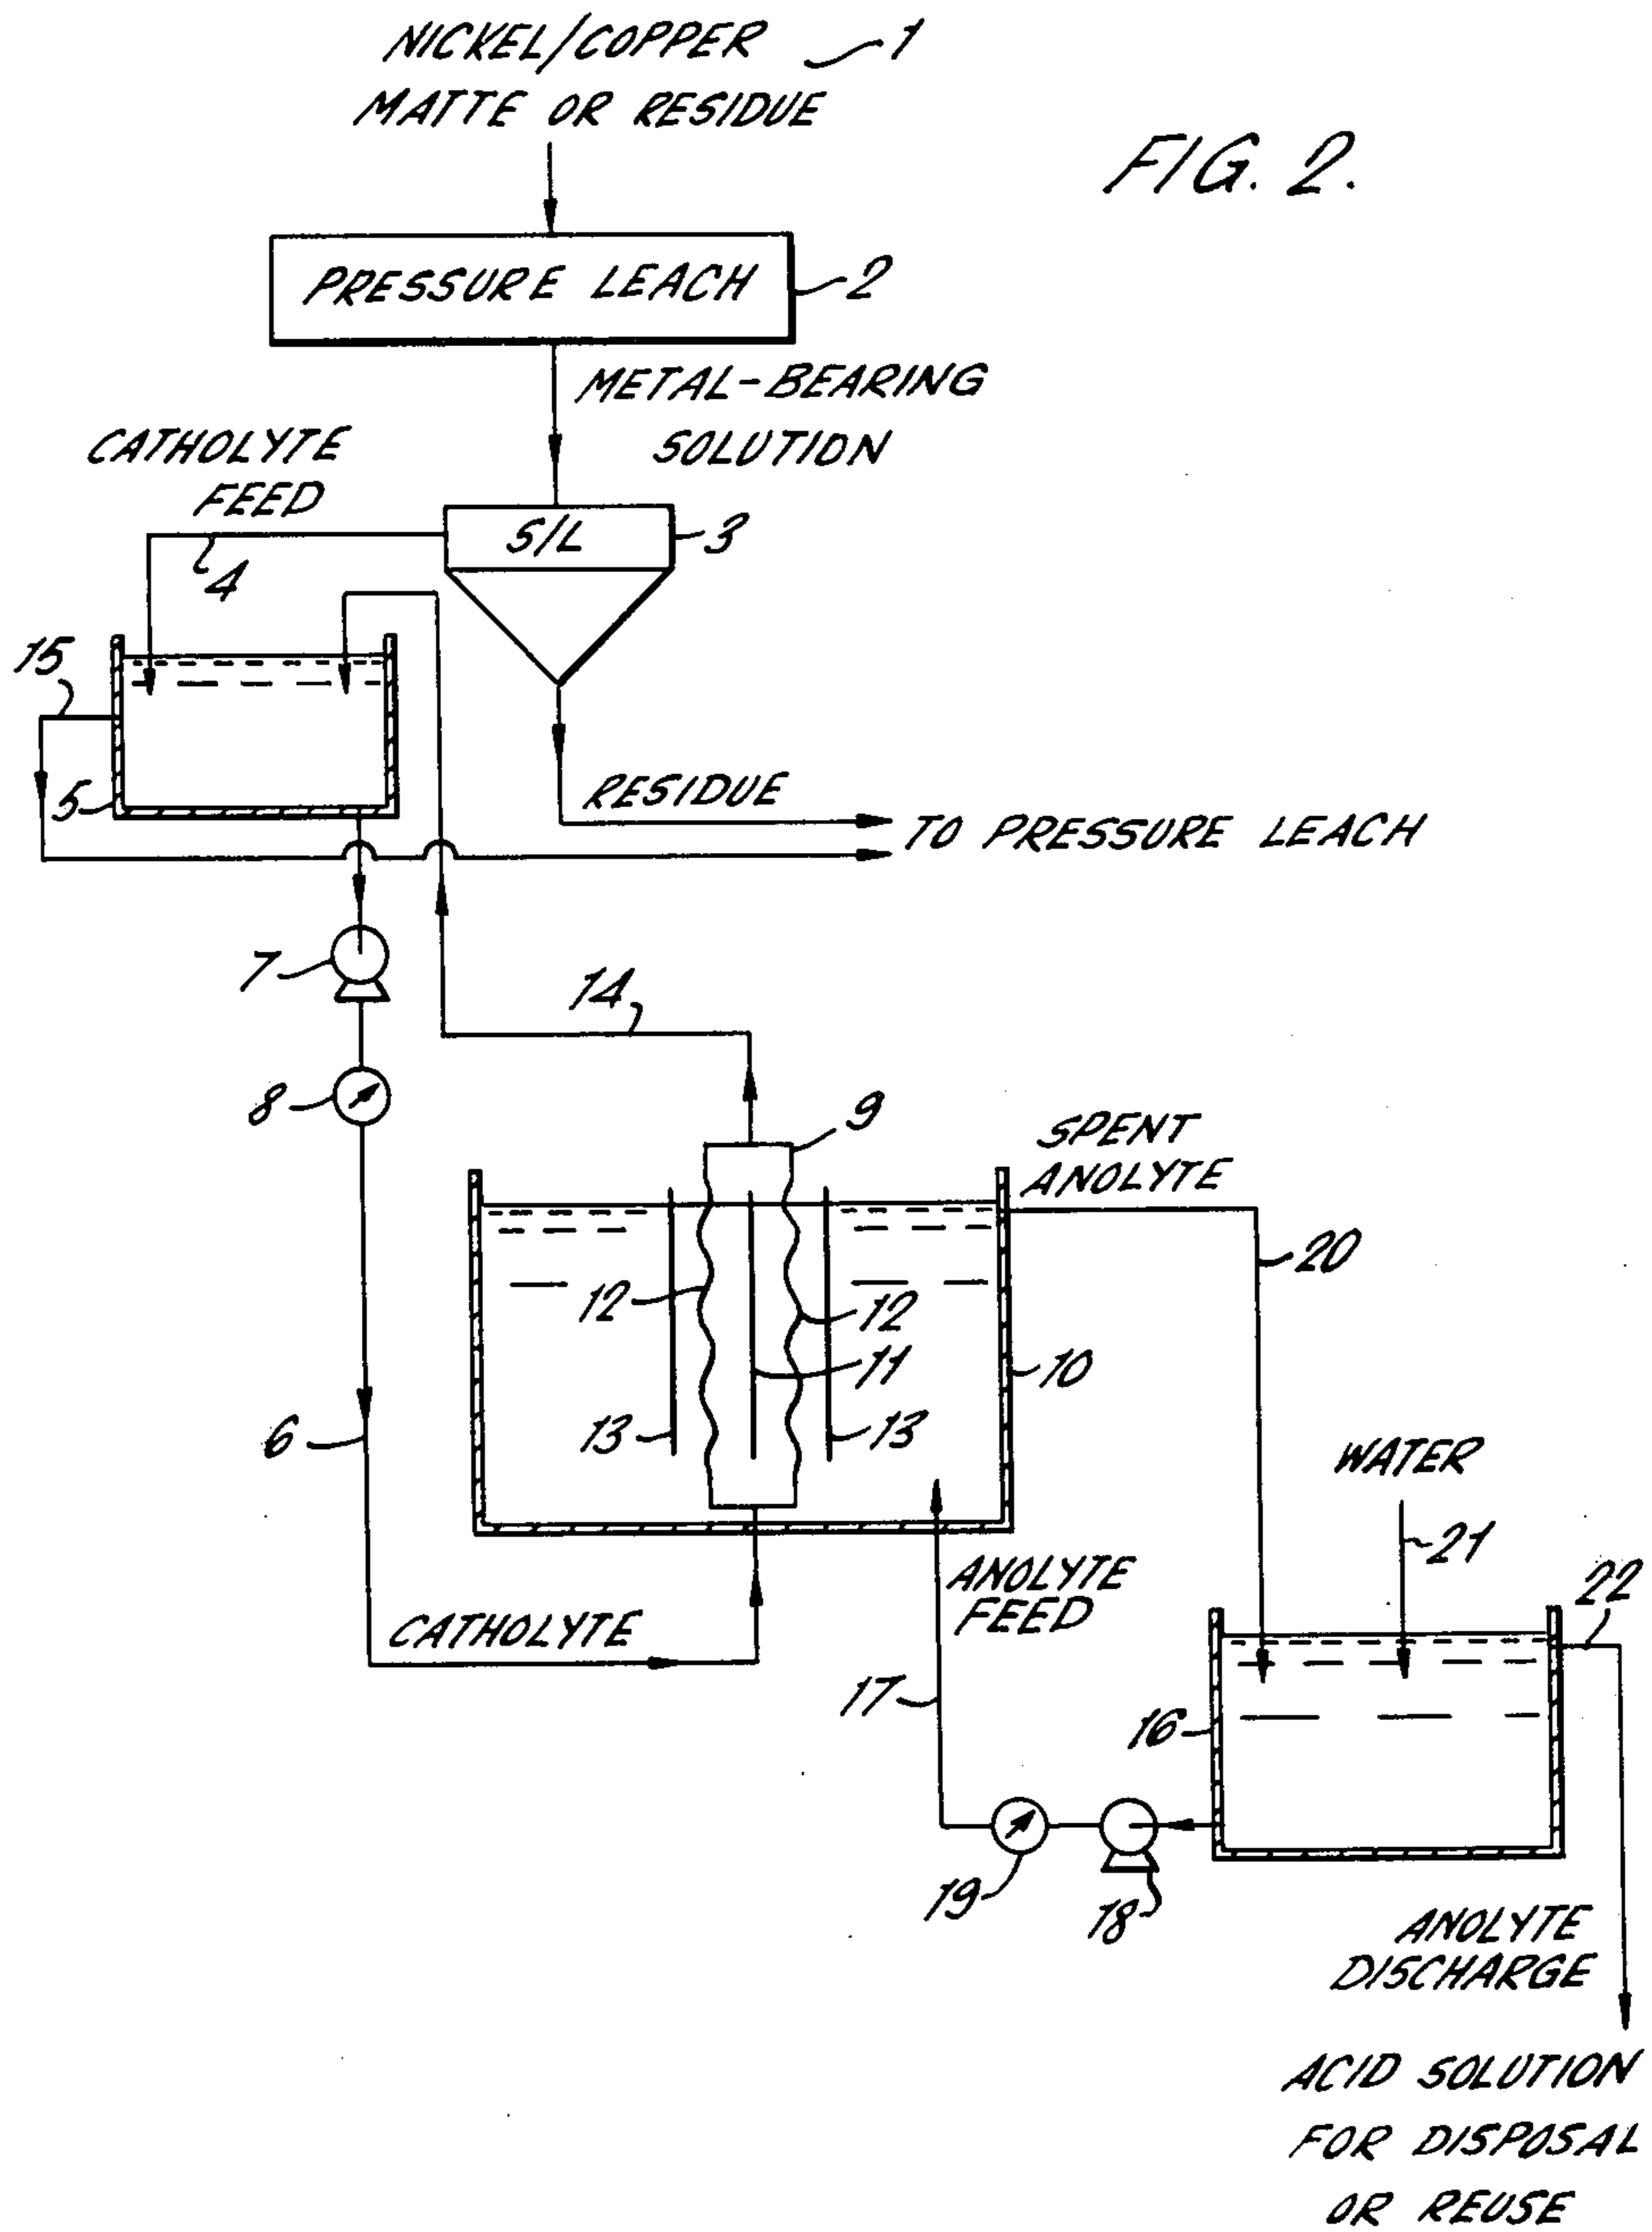 NICKEL/COPPER 1
MATTE OR RESIDUE
FIG. 2.
PRESSURE LEACH 2
METAL-BEARING
SOLUTION
CATHOLYTE
FEED
S/L 3
4
15
5
RESIDUE
TO PRESSURE LEACH
7
14
8
9
SPENT
ANOLYTE
20
12
12
11
10
13
13
6
WATER
21
ANOLYTE
FEED
22
CATHOLYTE
17
16
19
18
ANOLYTE
DISCHARGE
ACID SOLUTION
FOR DISPOSAL
OR REUSE